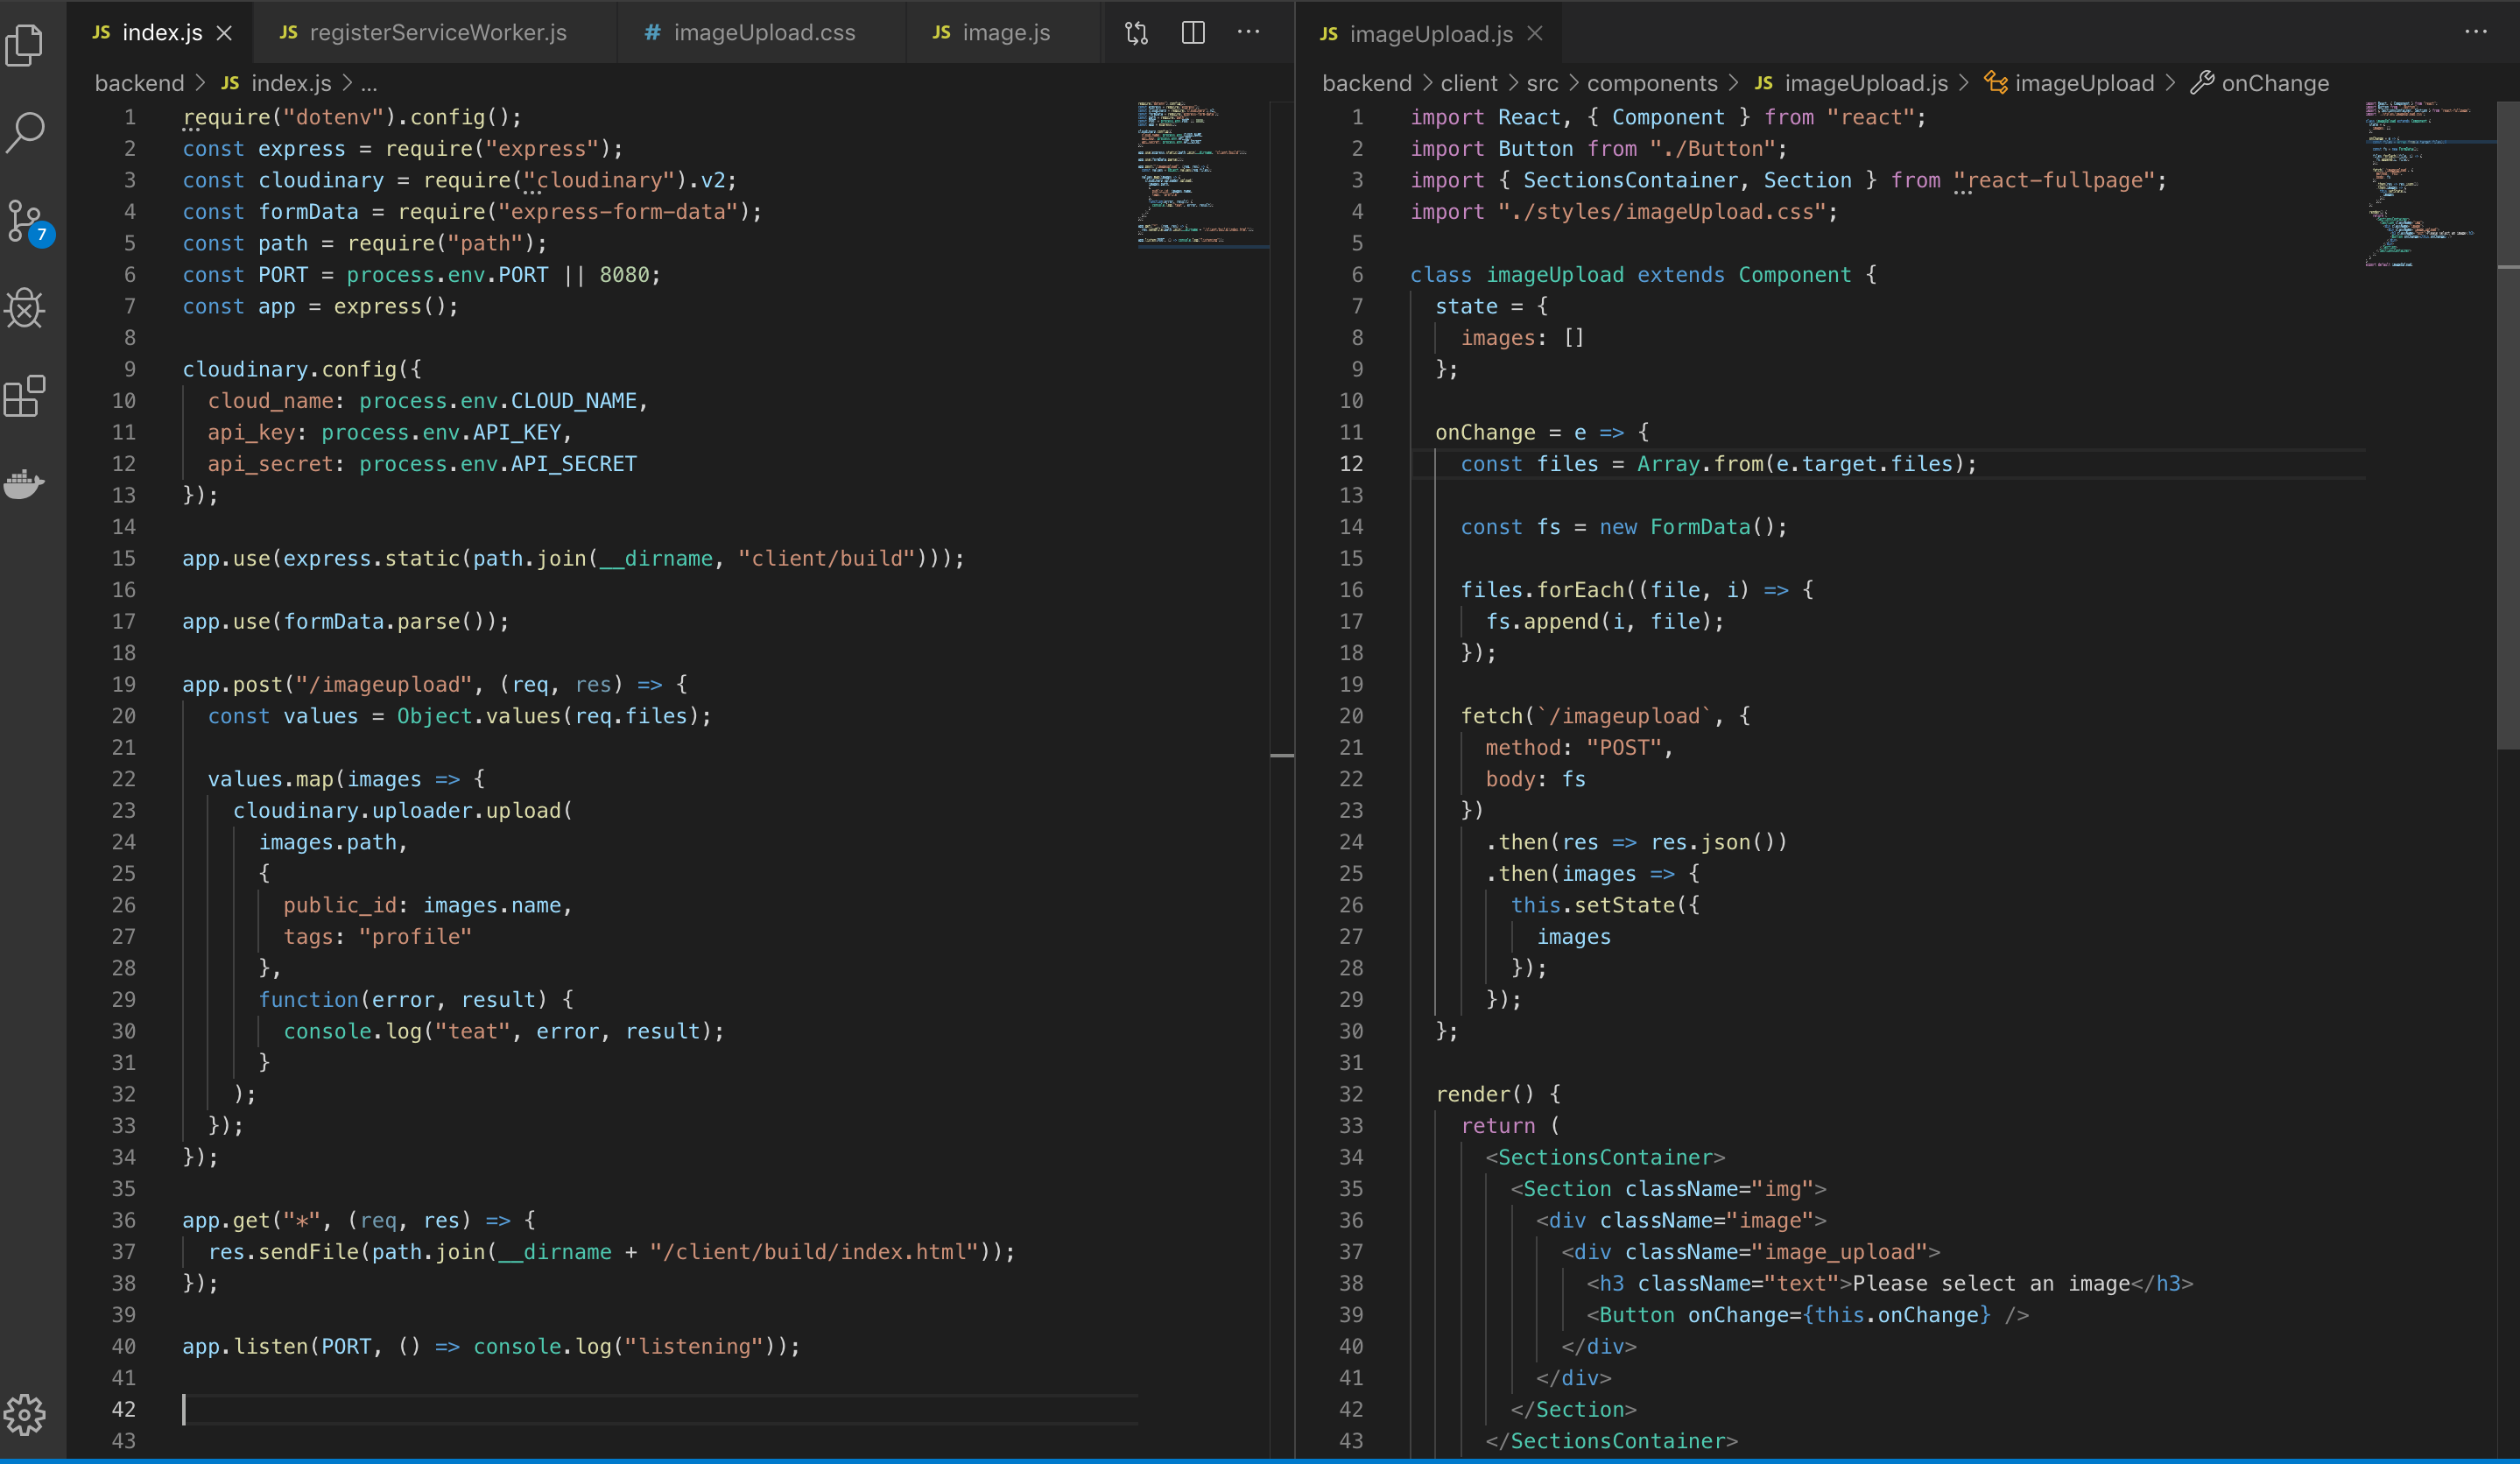 JS index.js
JS registerServiceWorker.js
# imageUpload.css
JS image.js
backend > JS index.js > ...
1 require("dotenv").config();
2 const express = require("express");
3 const cloudinary = require("cloudinary").v2;
4 const formData = require("express-form-data");
5 const path = require("path");
6 const PORT = process.env.PORT || 8080;
7 const app = express();
8
9 cloudinary.config({
10 cloud_name: process.env.CLOUD_NAME,
11 api_key: process.env.API_KEY,
12 api_secret: process.env.API_SECRET
13 });
14
15 app.use(express.static(path.join(__dirname, "client/build")));
16
17 app.use(formData.parse());
18
19 app.post("/imageupload", (req, res) => {
20 const values = Object.values(req.files);
21
22 values.map(images => {
23 cloudinary.uploader.upload(
24 images.path,
25 {
26 public_id: images.name,
27 tags: "profile"
28 },
29 function(error, result) {
30 console.log("teat", error, result);
31 }
32 );
33 });
34 });
35
36 app.get("*", (req, res) => {
37 res.sendFile(path.join(__dirname + "/client/build/index.html"));
38 });
39
40 app.listen(PORT, () => console.log("listening"));
41
42
43
7
JS imageUpload.js
backend > client > src > components > JS imageUpload.js > imageUpload > onChange
1 import React, { Component } from "react";
2 import Button from "./Button";
3 import { SectionsContainer, Section } from "react-fullpage";
4 import "./styles/imageUpload.css";
5
6 class imageUpload extends Component {
7 state = {
8 images: []
9 };
10
11 onChange = e => {
12 const files = Array.from(e.target.files);
13
14 const fs = new FormData();
15
16 files.forEach((file, i) => {
17 fs.append(i, file);
18 });
19
20 fetch(`/imageupload`, {
21 method: "POST",
22 body: fs
23 })
24 .then(res => res.json())
25 .then(images => {
26 this.setState({
27 images
28 });
29 });
30 };
31
32 render() {
33 return (
34 <SectionsContainer>
35 <Section className="img">
36 <div className="image">
37 <div className="image_upload">
38 <h3 className="text">Please select an image</h3>
39 <Button onChange={this.onChange} />
40 </div>
41 </div>
42 </Section>
43 </SectionsContainer>